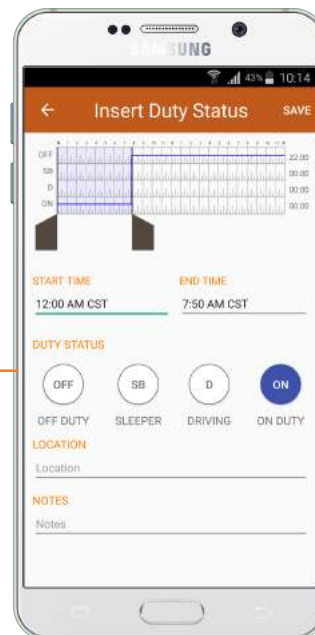 SAMSUNG
43% 10:14
Insert Duty Status SAVE
OFF 22.00
SB 00.00
D 00.00
ON 00.00
START TIME END TIME
12:00 AM CST 7:50 AM CST
DUTY STATUS
OFF SB D ON
OFF DUTY SLEEPER DRIVING ON DUTY
LOCATION
Location
NOTES
Notes